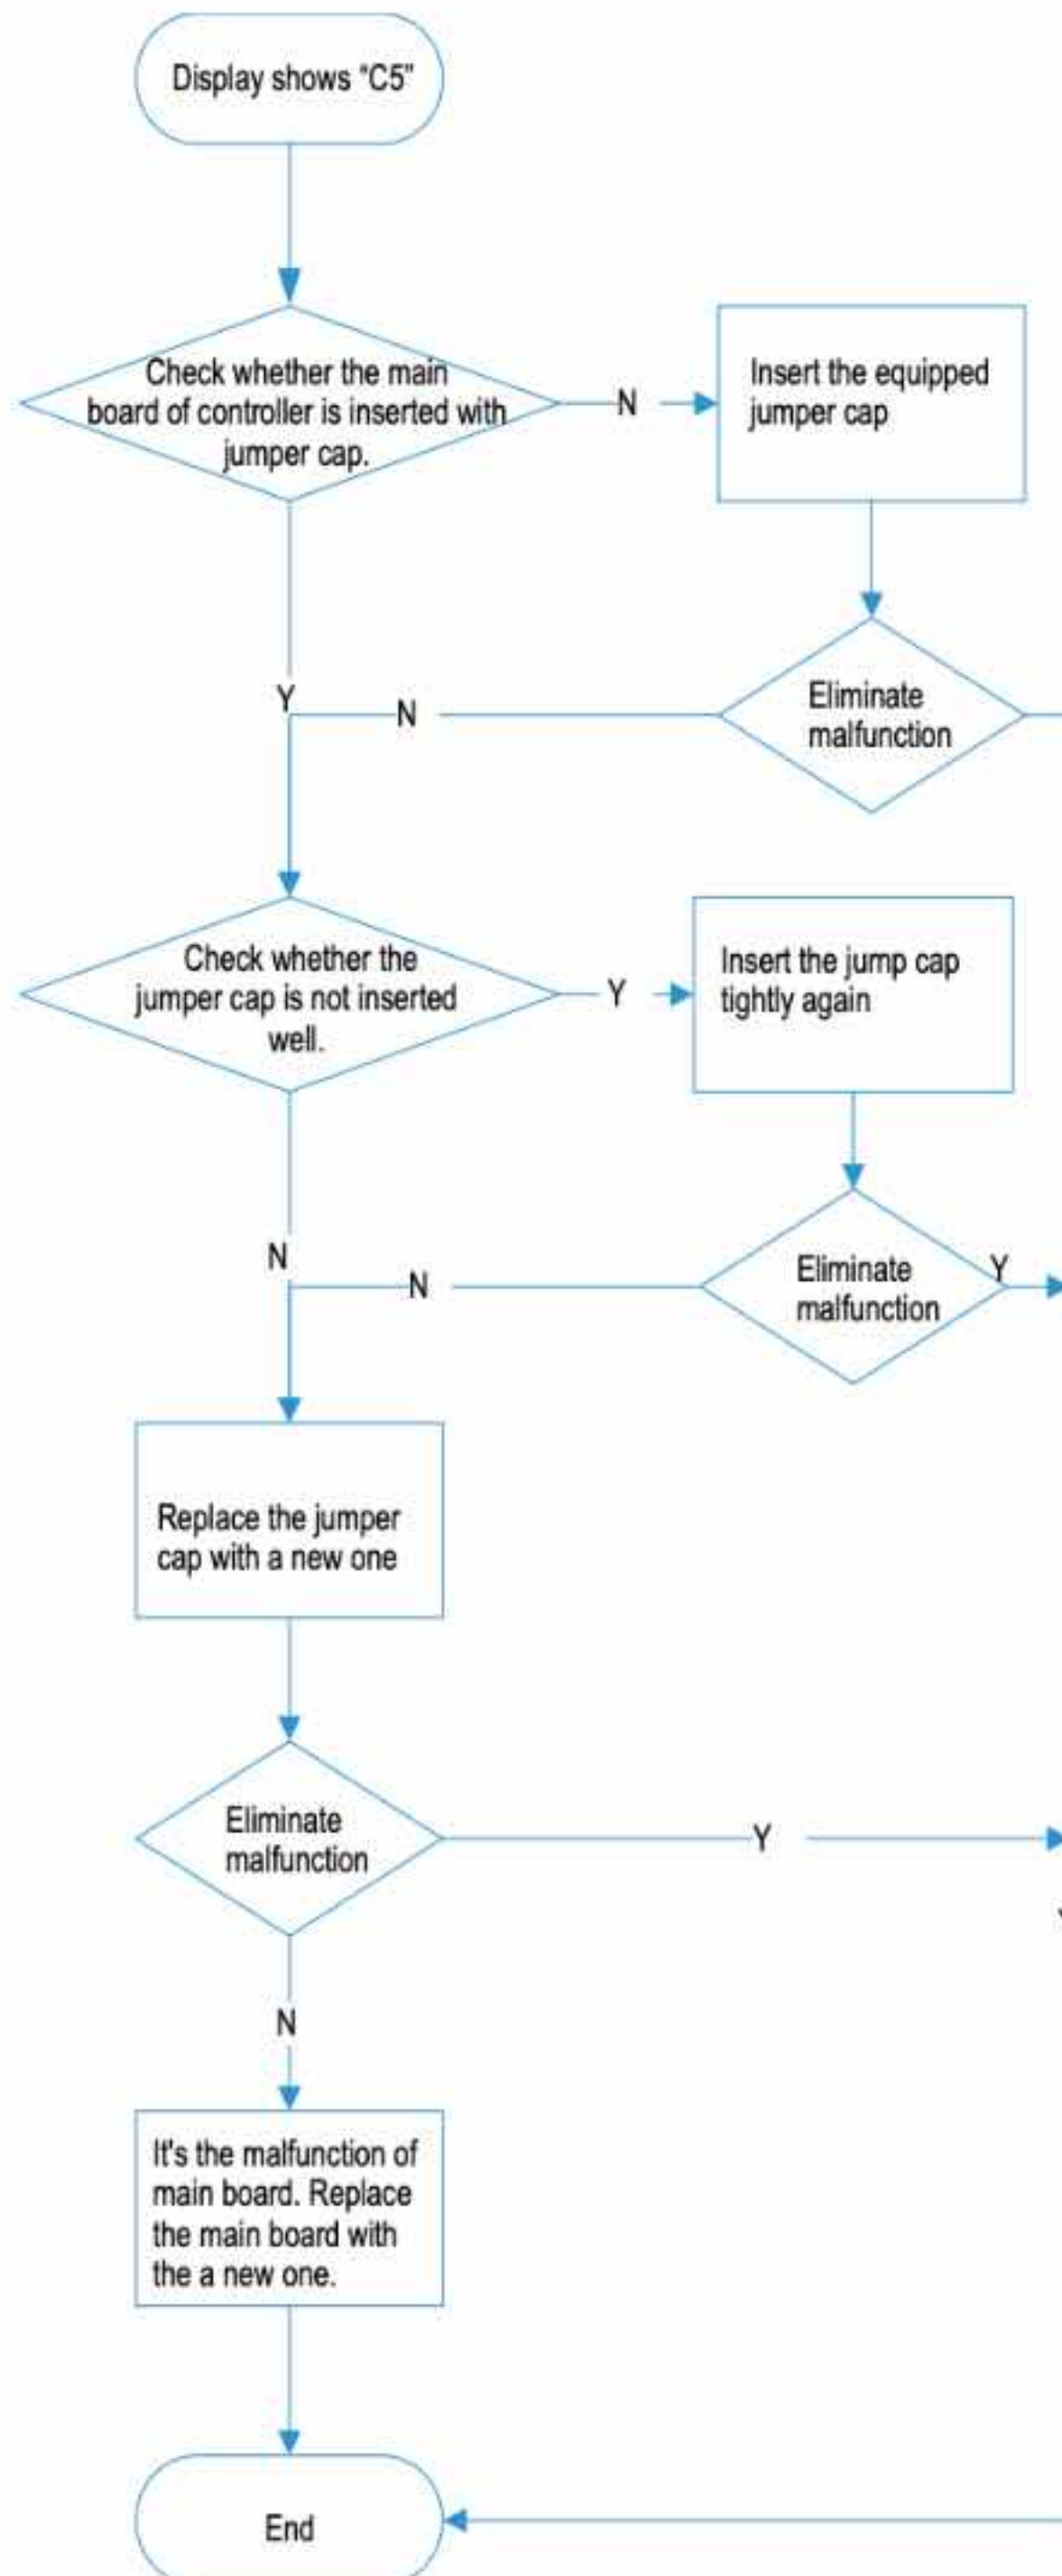 Display shows "C5"
Check whether the main
board of controller is inserted with
jumper cap.
N
Insert the equipped
jumper cap
Y
N
Eliminate
malfunction
Check whether the
jumper cap is not inserted
well.
Y
Insert the jump cap
tightly again
N
N
Eliminate
malfunction
Y
Replace the jumper
cap with a new one
Eliminate
malfunction
Y
N
It's the malfunction of
main board. Replace
the main board with
the a new one.
End